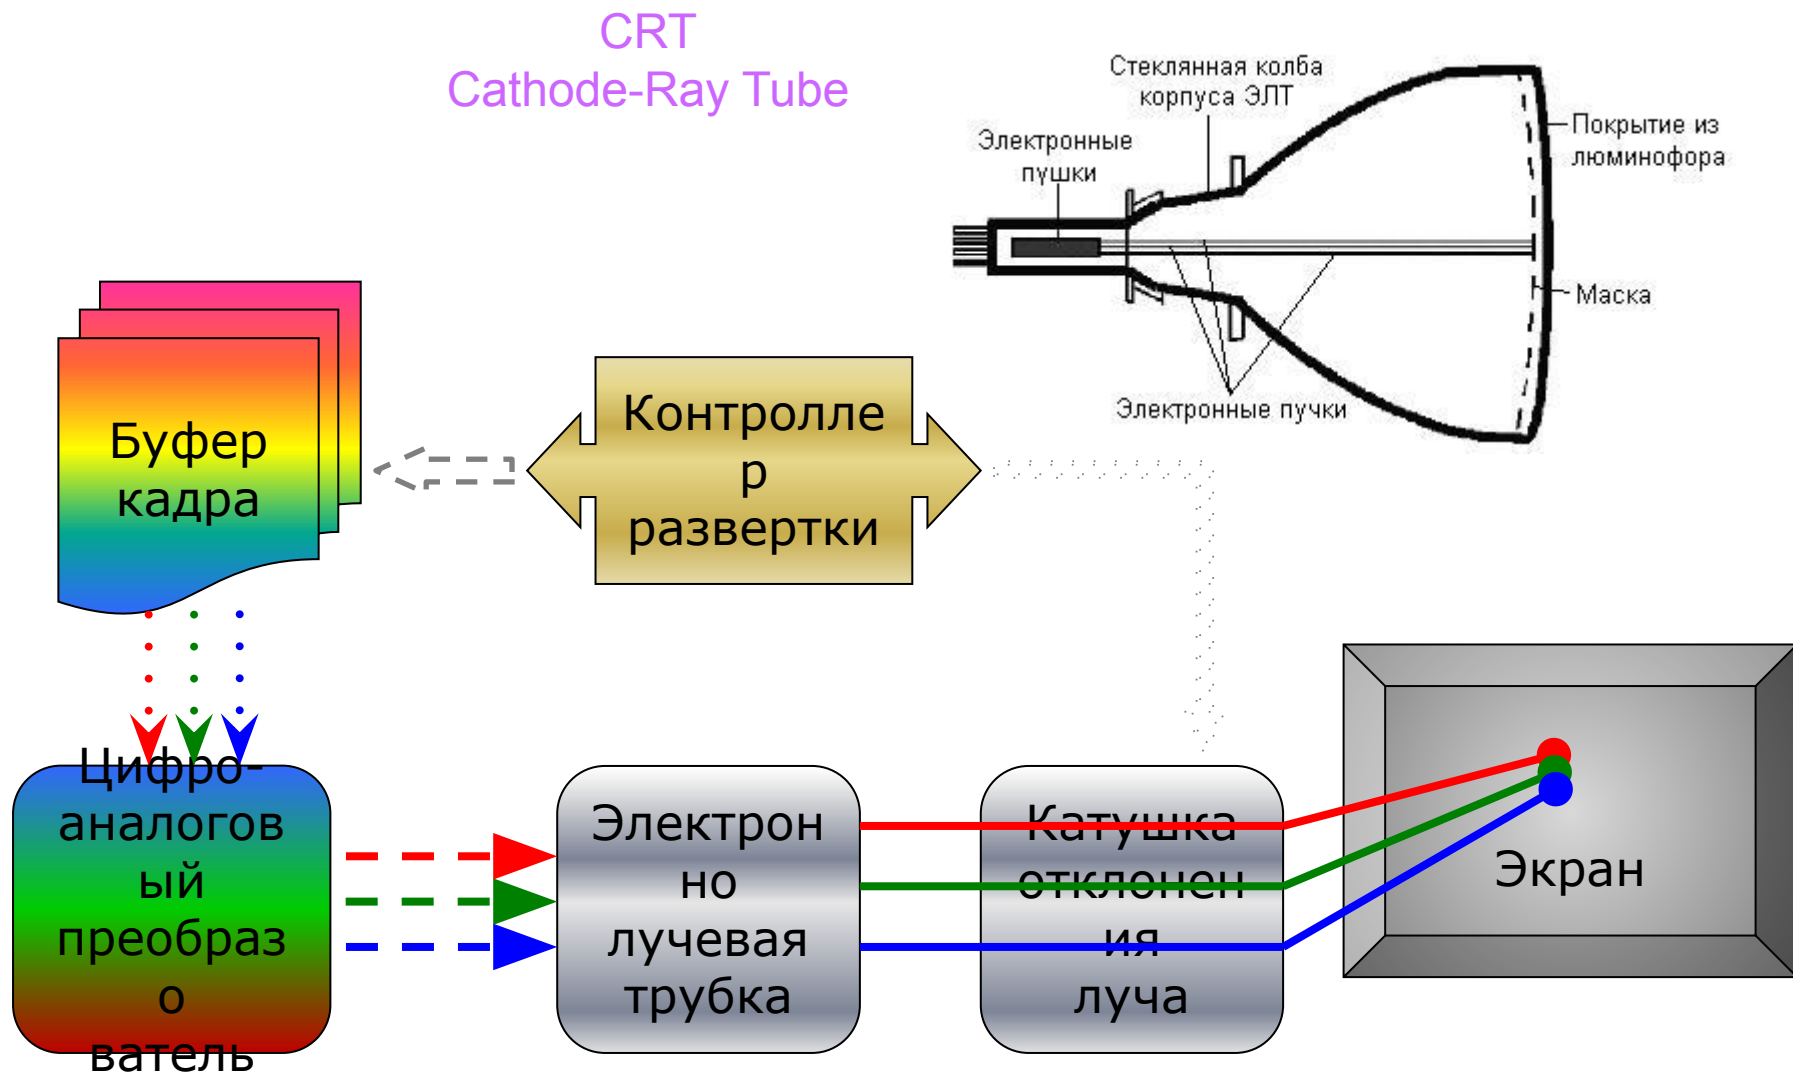 CRT
Cathode-Ray Tube
Стеклянная колба
корпуса ЭЛТ
Электронные
пушки
Покрытие из
люминофора
Маска
Электронные пучки
Буфер
кадра
Контролле
р
развертки
Цифро-
аналогов
ый
преобраз
о
ватель
Электрон
но
лучевая
трубка
Катушка
отклонен
ия
луча
Экран